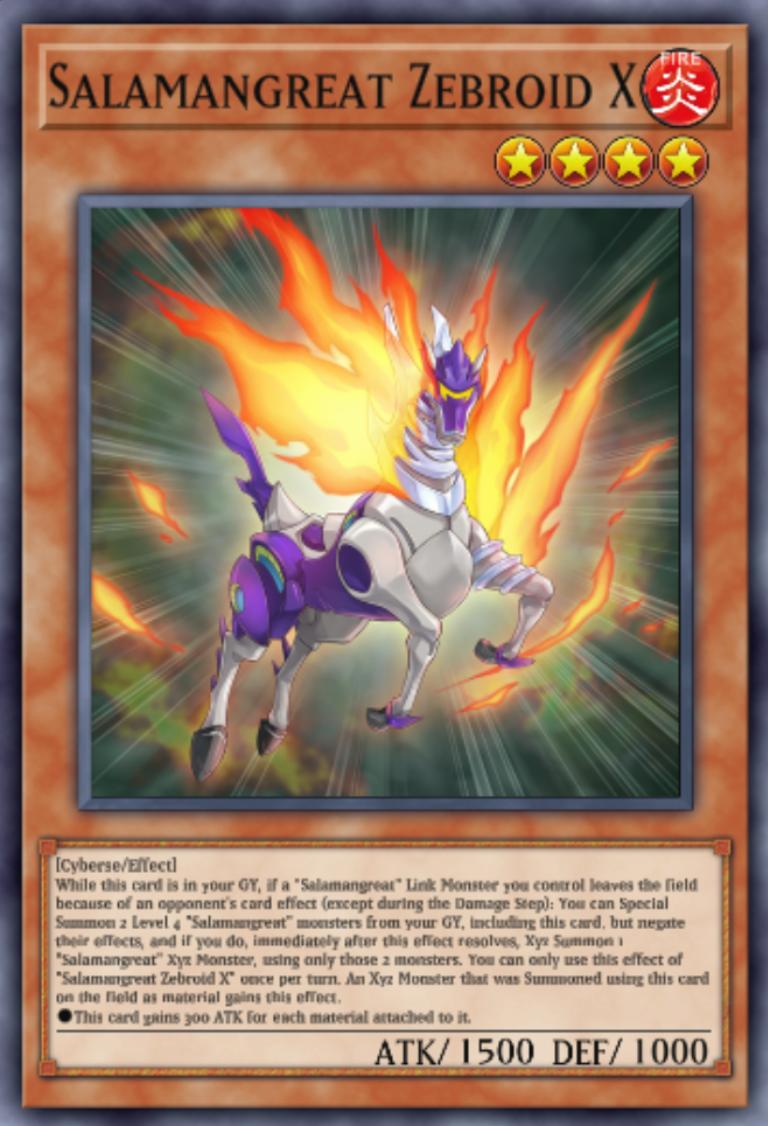 SALAMANGREAT ZEBROID X
FIRE
炎
[Cyberse/Effect]
While this card is in your GY, if a "Salamangreat" Link Monster you control leaves the field
because of an opponent's card effect (except during the Damage Step): You can Special
Summon 2 Level 4 "Salamangreat" monsters from your GY, including this card, but negate
their effects, and if you do, immediately after this effect resolves, Xyz Summon 1
"Salamangreat" Xyz Monster, using only those 2 monsters. You can only use this effect of
"Salamangreat Zebroid X" once per turn. An Xyz Monster that was Summoned using this card
on the field as material gains this effect.
●This card gains 300 ATK for each material attached to it.
ATK/ 1500 DEF/ 1000